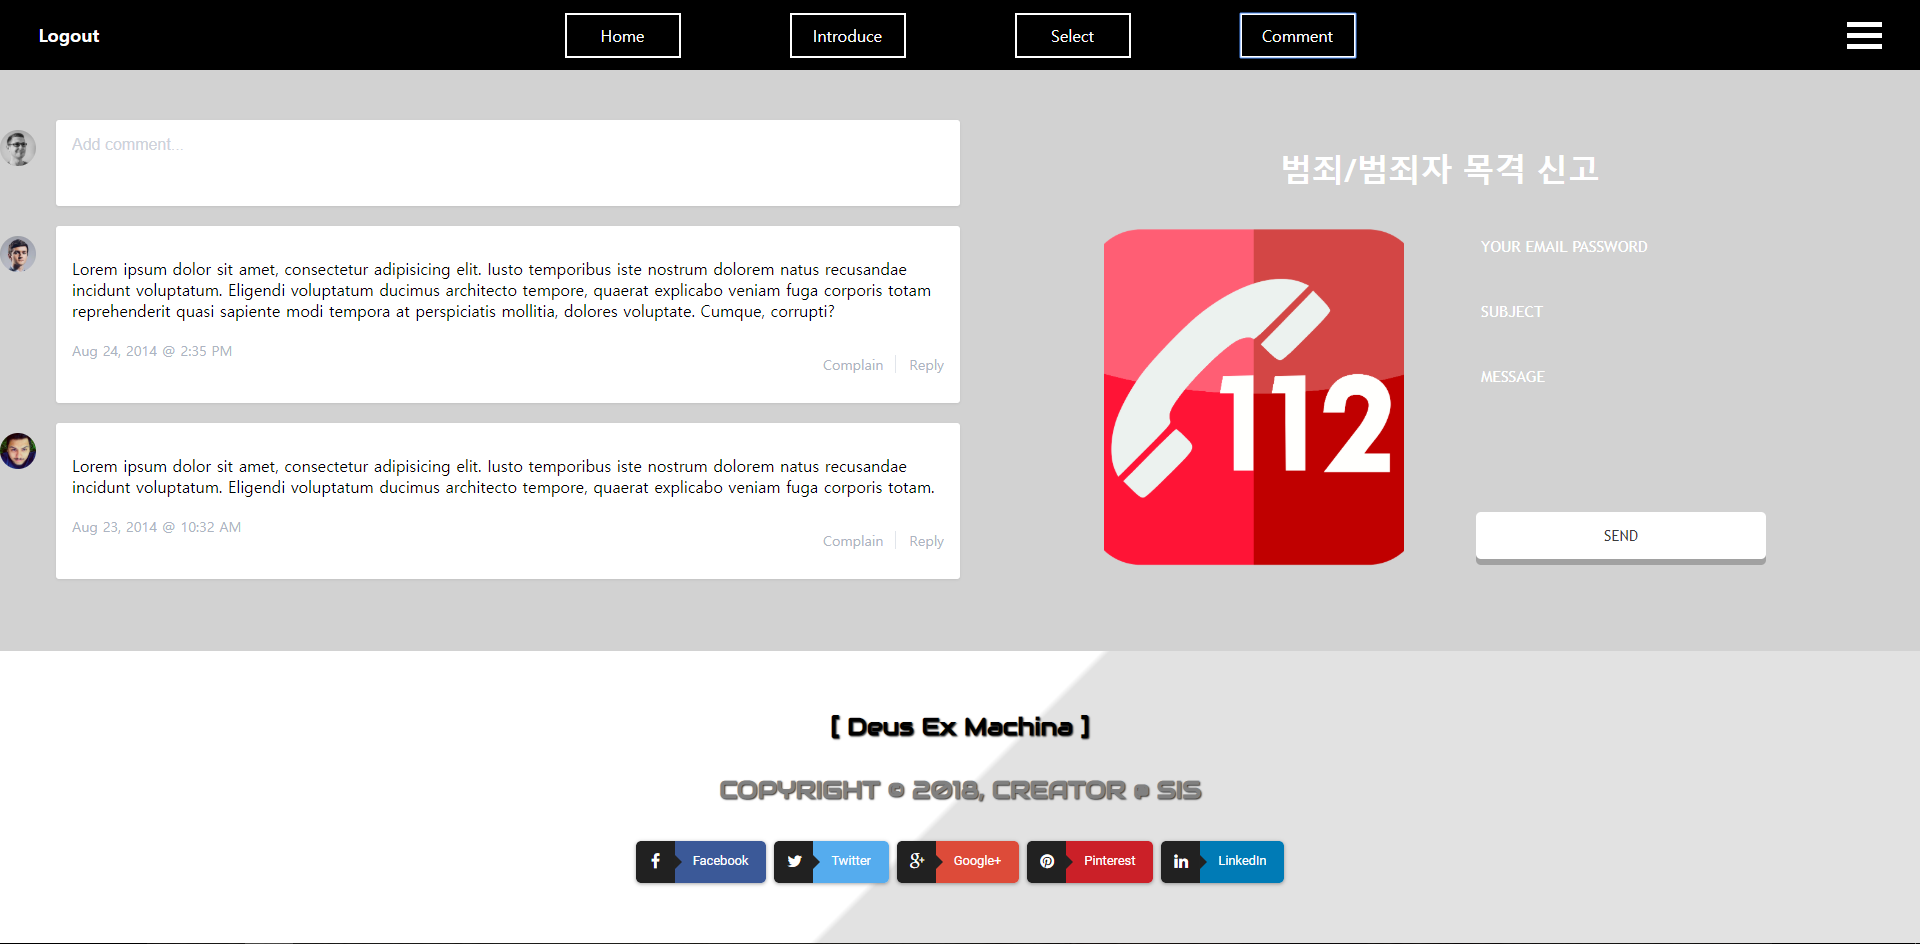 Logout
Home
Introduce
Select
Comment
Add comment...
Lorem ipsum dolor sit amet, consectetur adipisicing elit. Iusto temporibus iste nostrum dolorem natus recusandae
incidunt voluptatum. Eligendi voluptatum ducimus architecto tempore, quaerat explicabo veniam fuga corporis totam
reprehenderit quasi sapiente modi tempora at perspiciatis mollitia, dolores voluptate. Cumque, corrupti?
Aug 24, 2014 @ 2:35 PM
Complain
Reply
Lorem ipsum dolor sit amet, consectetur adipisicing elit. Iusto temporibus iste nostrum dolorem natus recusandae
incidunt voluptatum. Eligendi voluptatum ducimus architecto tempore, quaerat explicabo veniam fuga corporis totam.
Aug 23, 2014 @ 10:32 AM
Complain
Reply
범죄/범죄자 목격 신고
112
YOUR EMAIL PASSWORD
SUBJECT
MESSAGE
SEND
[ Deus Ex Machina ]
COPYRIGHT © 2018, CREATOR @ SIS
Facebook
Twitter
Google+
Pinterest
LinkedIn